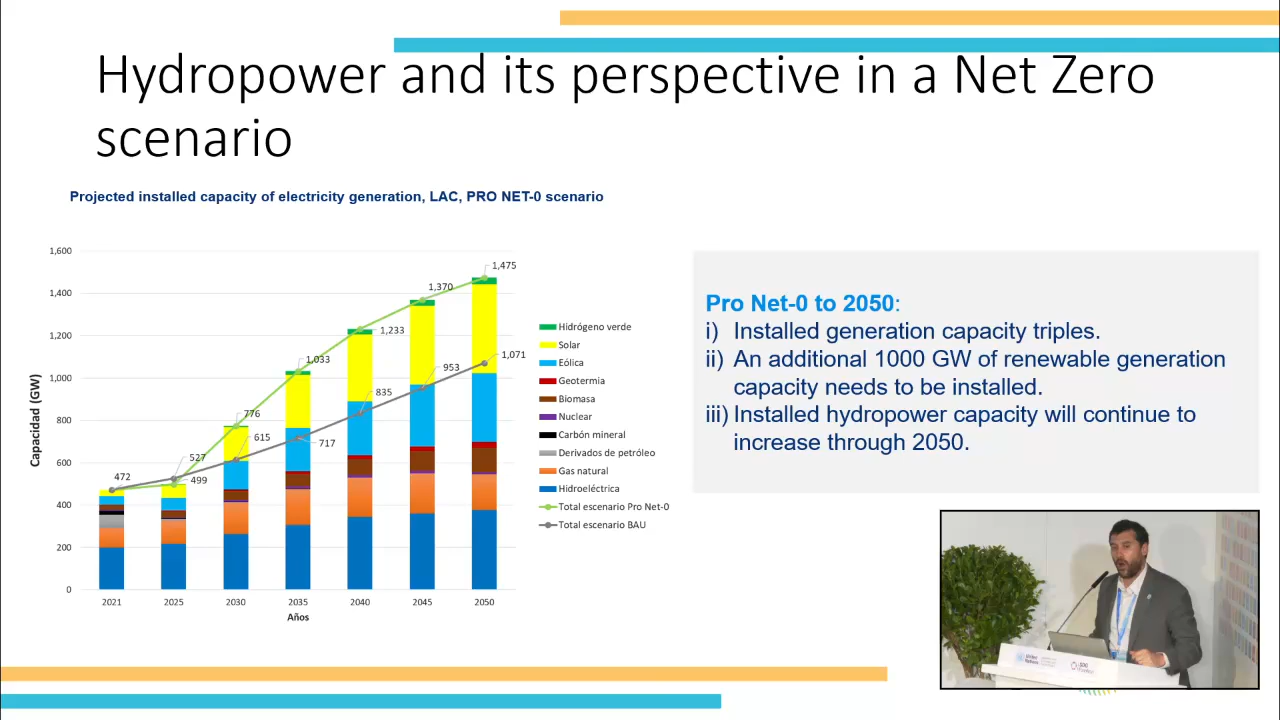 Hydropower and its perspective in a Net Zero
scenario
Projected installed capacity of electricity generation, LAC, PRO NET-0 scenario
1,600
1,400
1,200
1,000
800
600
400
200
0
Capacidad (GW)
472
527
499
776
615
1,033
717
1,233
835
1,370
953
1,475
1,071
2021
2025
2030
2035
2040
2045
2050
Años
Hidrógeno verde
Solar
Eólica
Geotermia
Biomasa
Nuclear
Carbón mineral
Derivados de petróleo
Gas natural
Hidroeléctrica
Total escenario Pro Net-0
Total escenario BAU
Pro Net-0 to 2050:
i) Installed generation capacity triples.
ii) An additional 1000 GW of renewable generation
capacity needs to be installed.
iii) Installed hydropower capacity will continue to
increase through 2050.
United
Nations